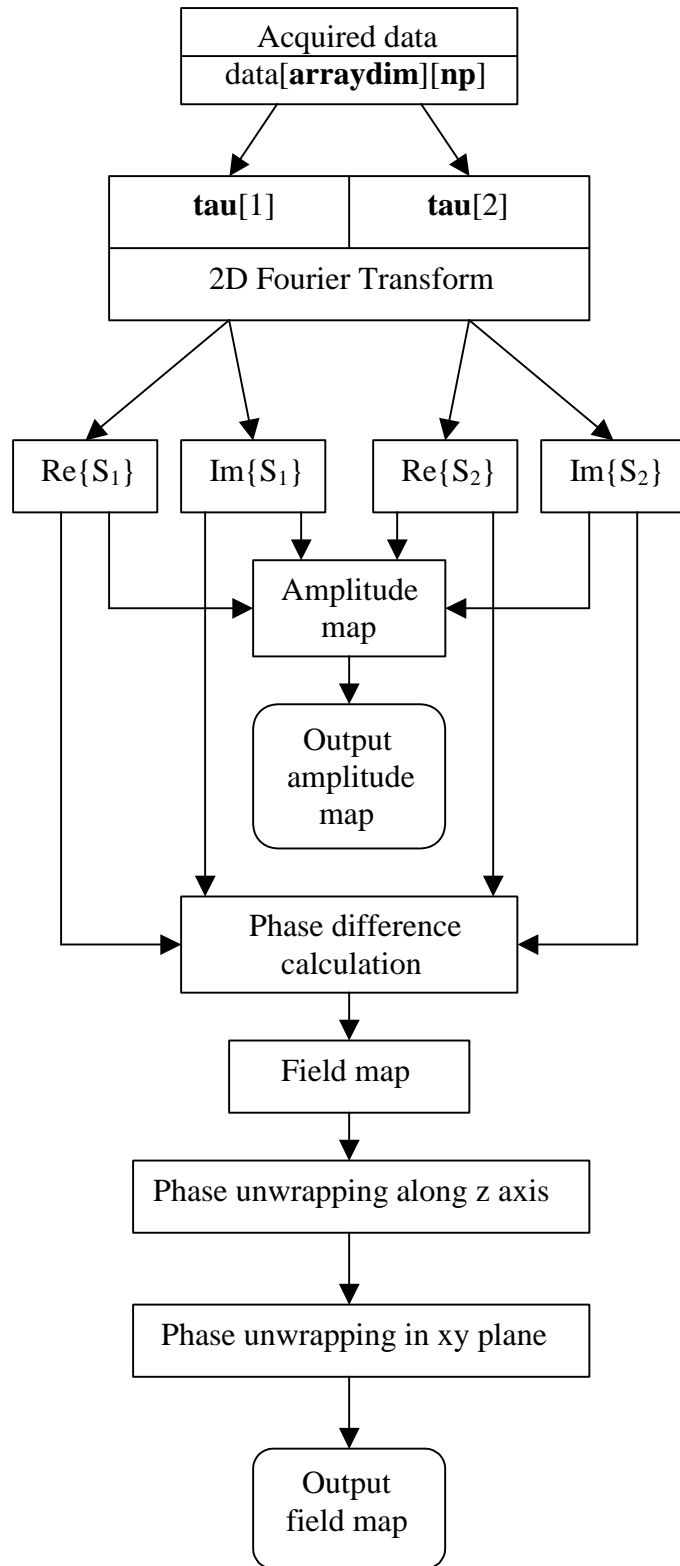 Acquired data
data[arraydim][np]
tau[1] tau[2]
2D Fourier Transform
Re{S₁} Im{S₁} Re{S₂} Im{S₂}
Amplitude
map
Output
amplitude
map
Phase difference
calculation
Field map
Phase unwrapping along z axis
Phase unwrapping in xy plane
Output
field map